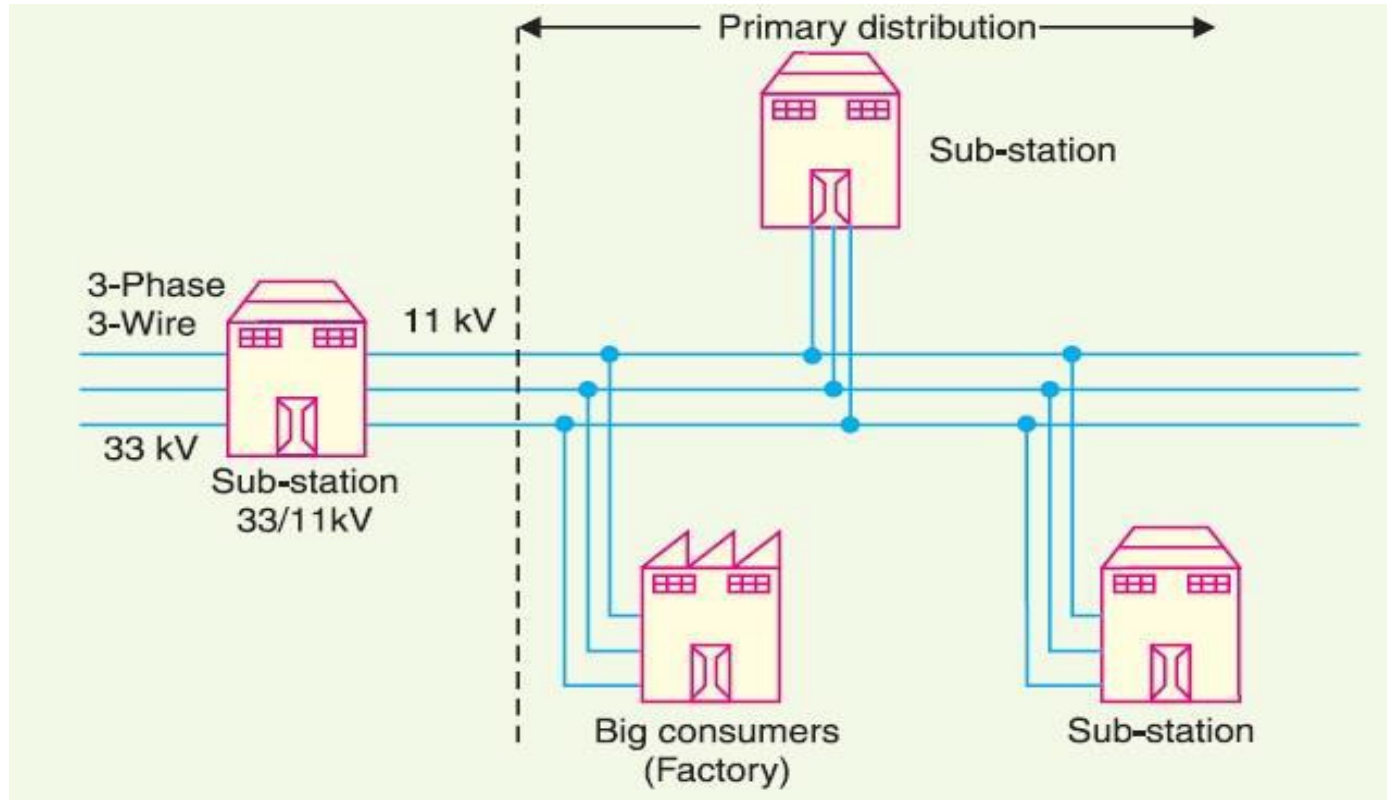 Primary distribution
Sub-station
3-Phase
3-Wire
11 kV
33 kV
Sub-station
33/11kV
Big consumers
(Factory)
Sub-station